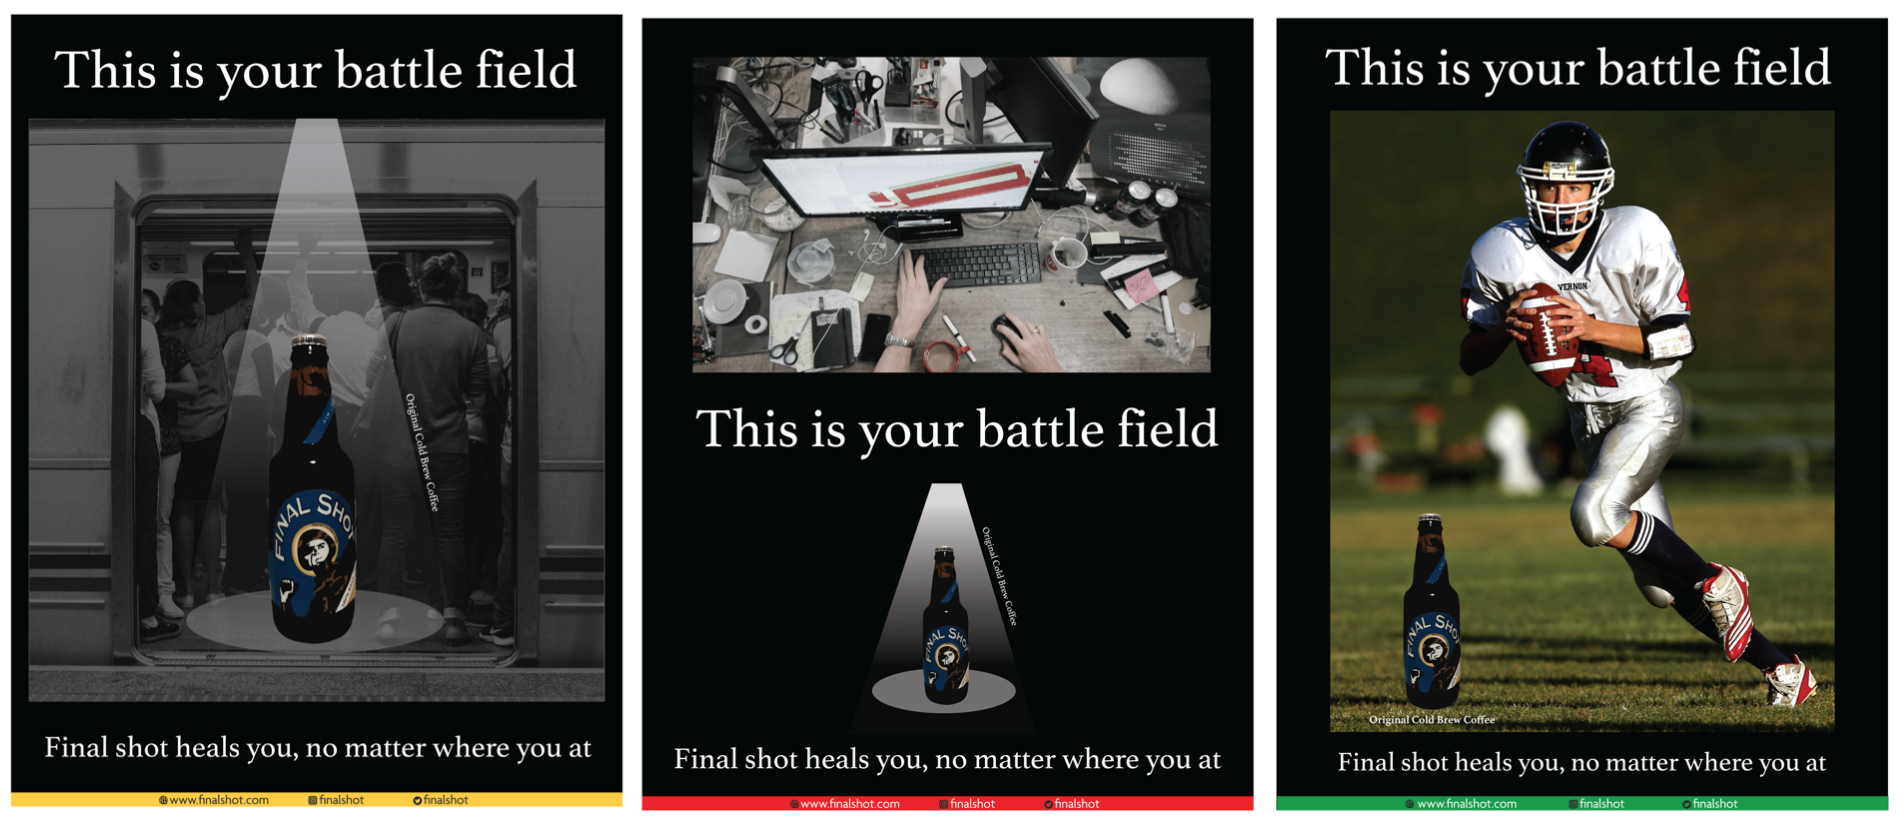 This is your battle field
Original Cold Brew Coffee
FINAL SHOT
Final shot heals you, no matter where you at
www.finalshot.com finalshot finalshot
This is your battle field
Original Cold Brew Coffee
FINAL SHOT
Final shot heals you, no matter where you at
www.finalshot.com finalshot finalshot
This is your battle field
VERNON
4
FINAL SHOT
Original Cold Brew Coffee
Final shot heals you, no matter where you at
www.finalshot.com finalshot finalshot